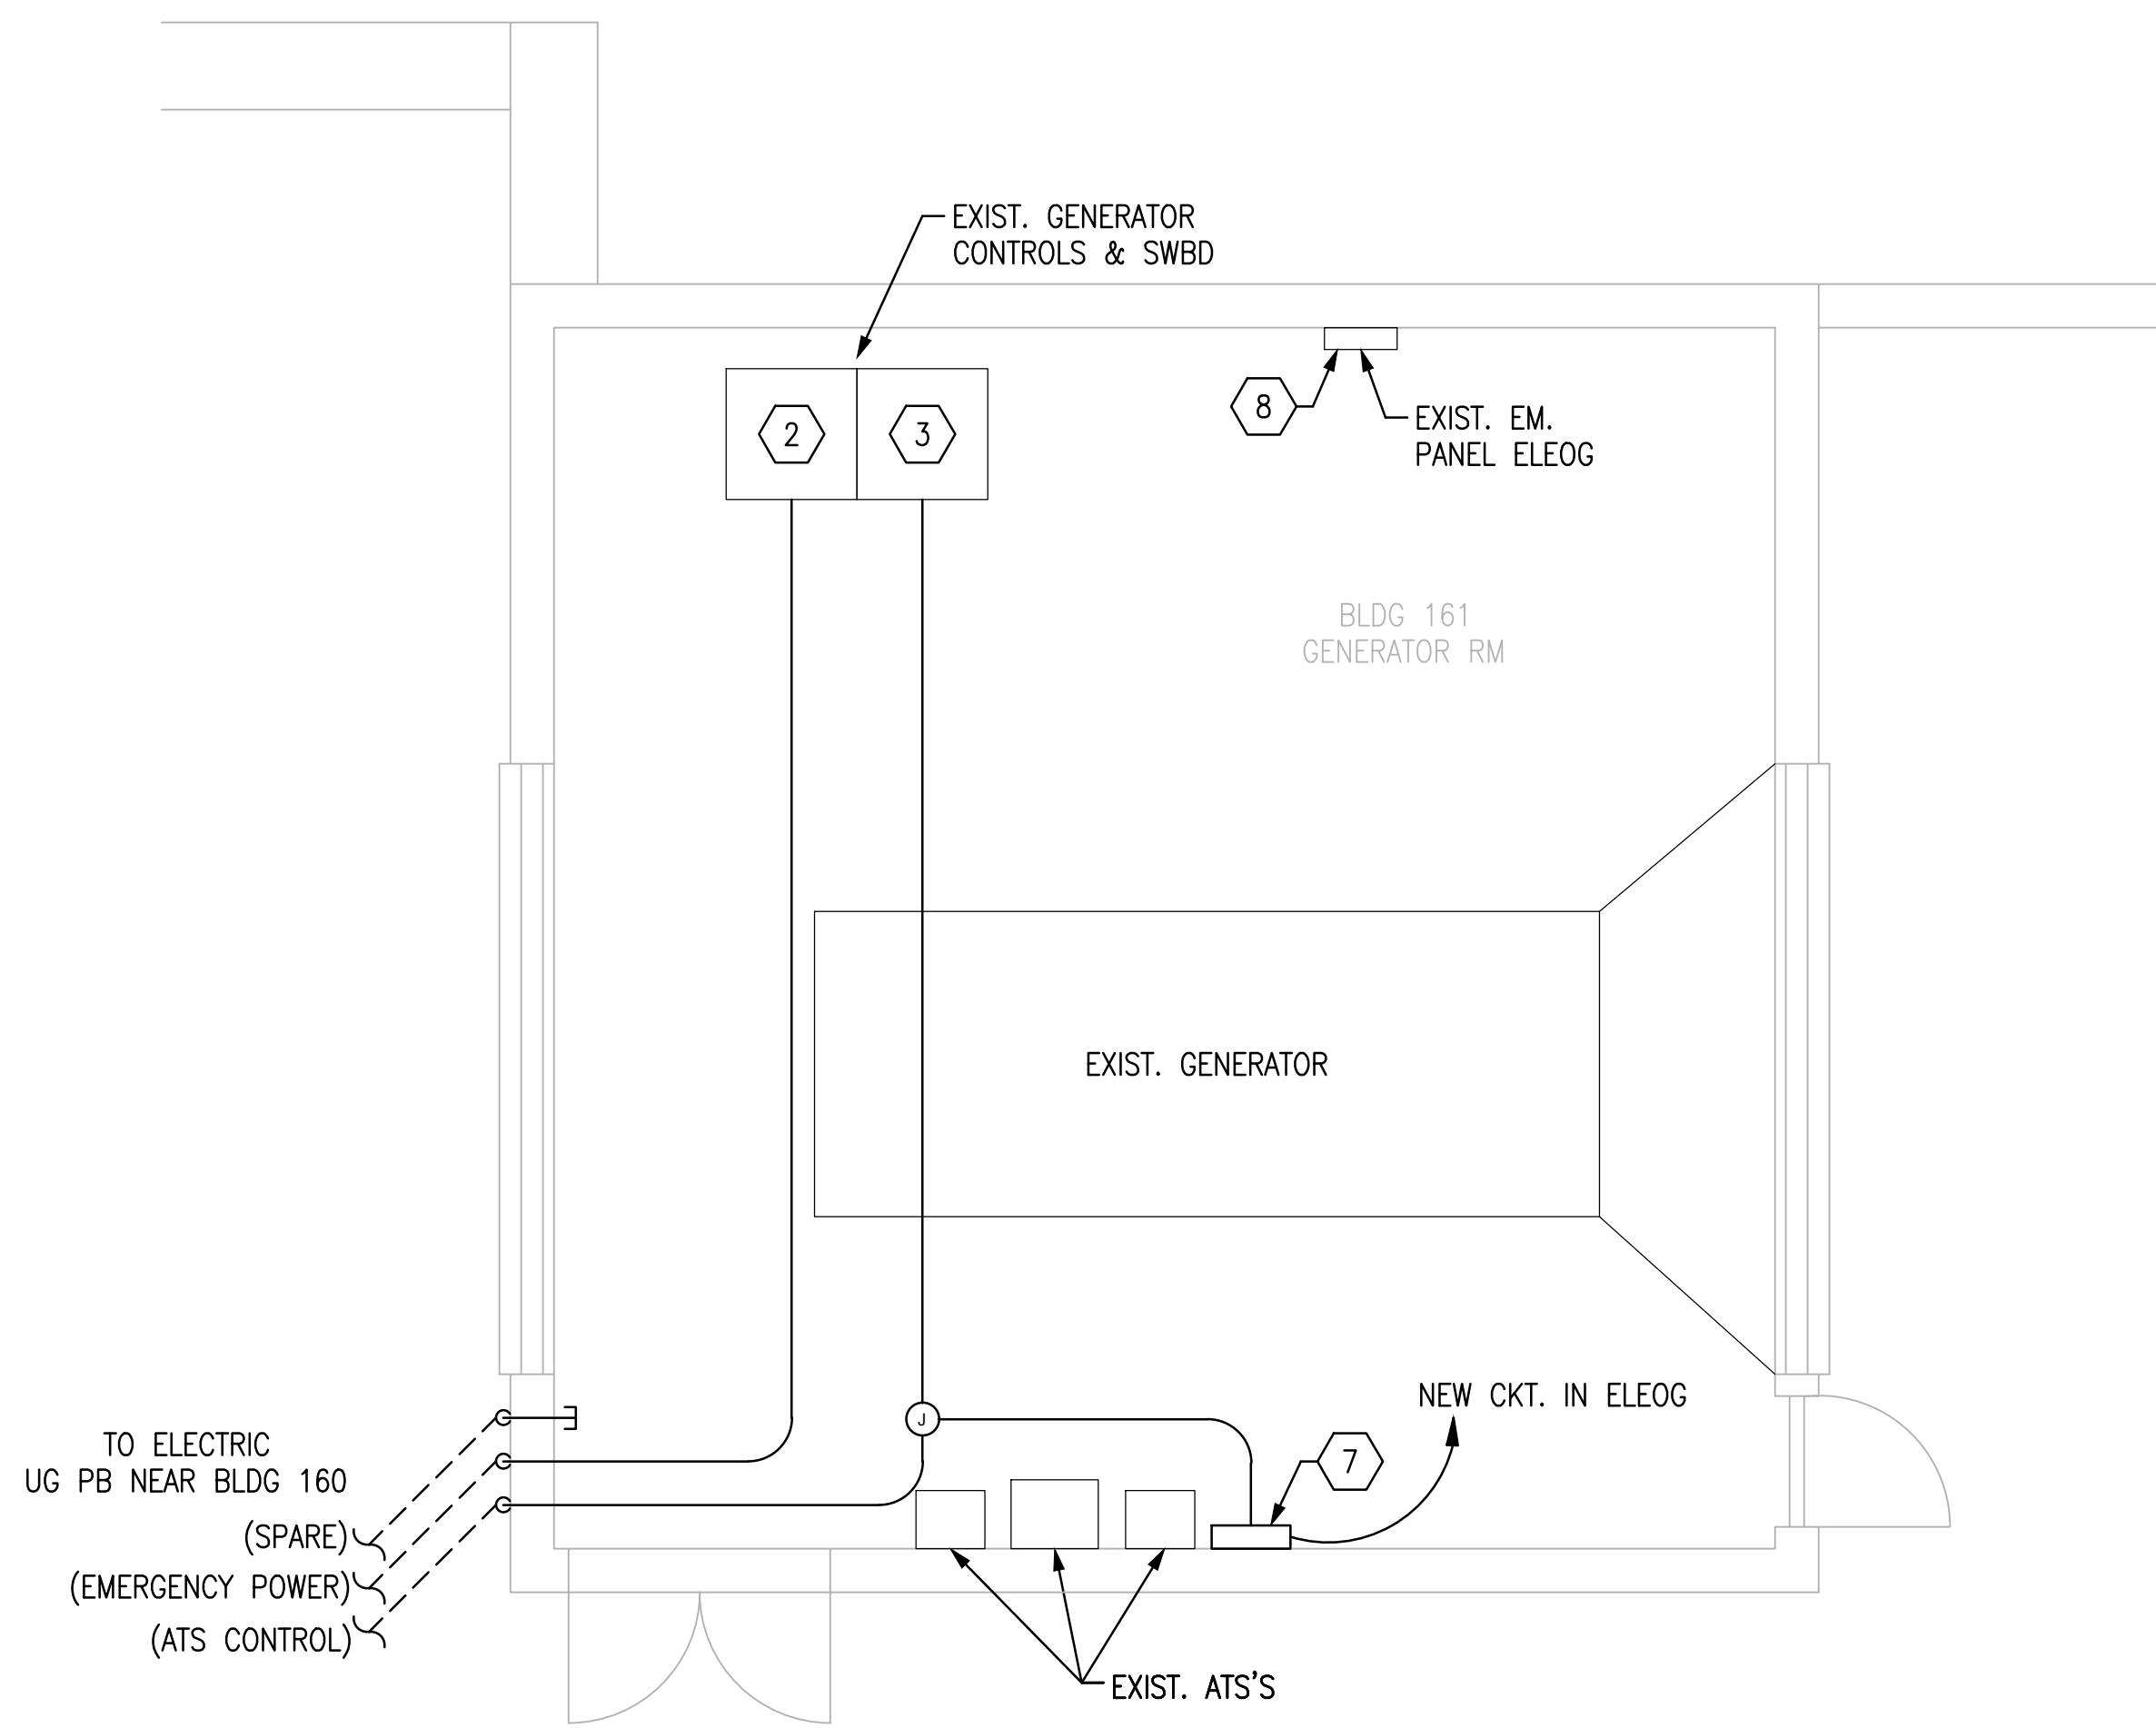 EXIST. GENERATOR
CONTROLS & SWBD
2
3
8
EXIST. EM.
PANEL ELEOG
BLDG 161
GENERATOR RM
EXIST. GENERATOR
NEW CKT. IN ELEOG
J
7
TO ELECTRIC
UG PB NEAR BLDG 160
(SPARE)
(EMERGENCY POWER)
(ATS CONTROL)
EXIST. ATS'S